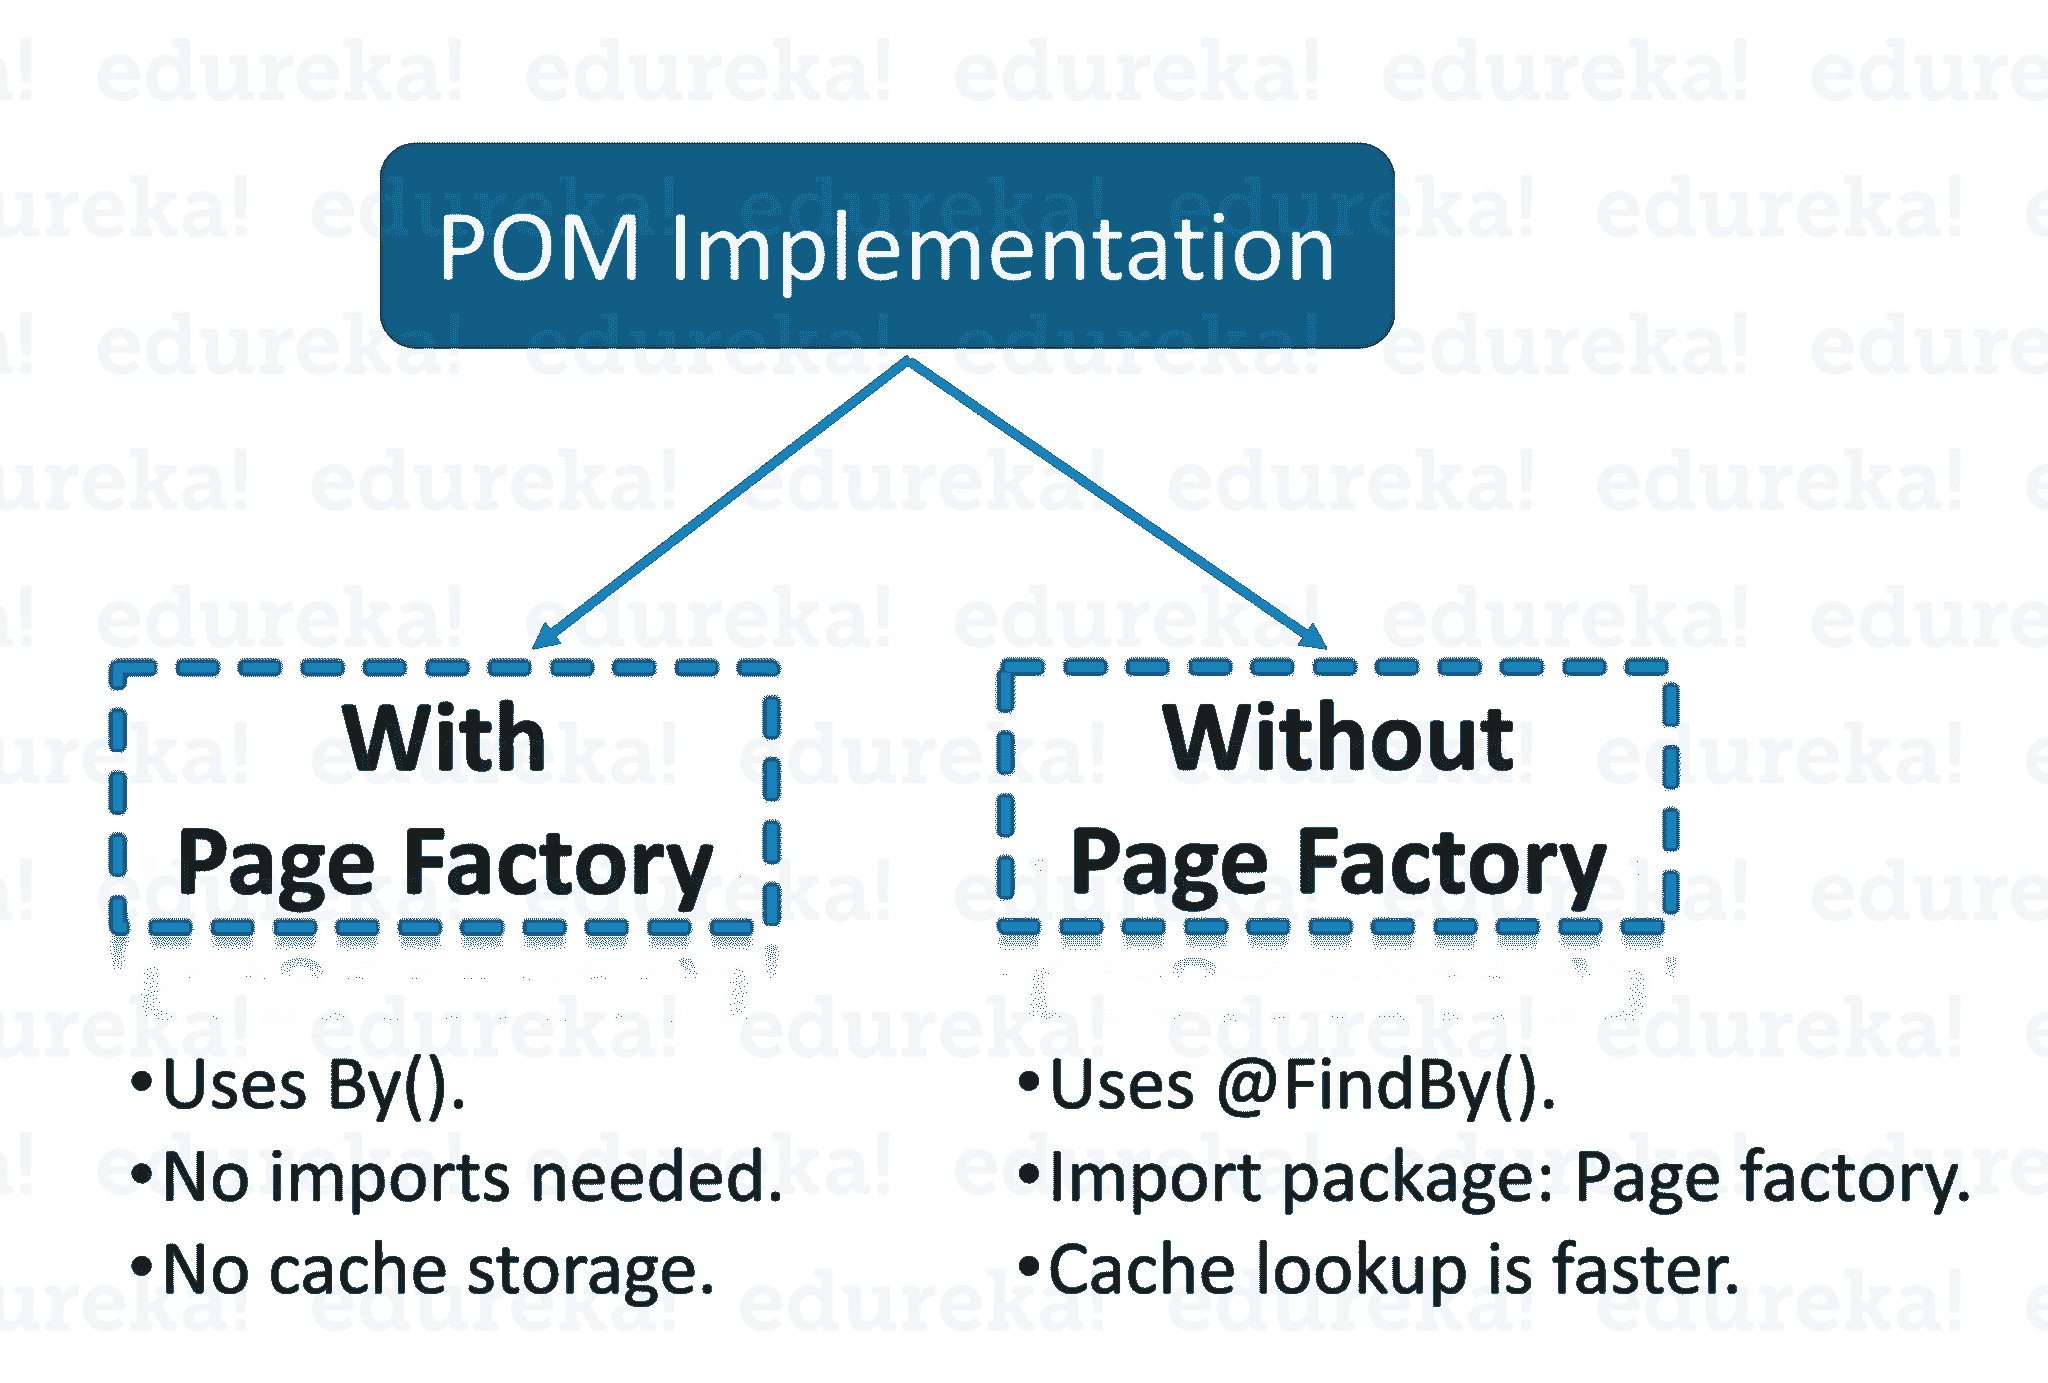 POM Implementation
With
Page Factory
•Uses By().
•No imports needed.
•No cache storage.
Without
Page Factory
•Uses @FindBy().
•Import package: Page factory.
•Cache lookup is faster.
edureka!